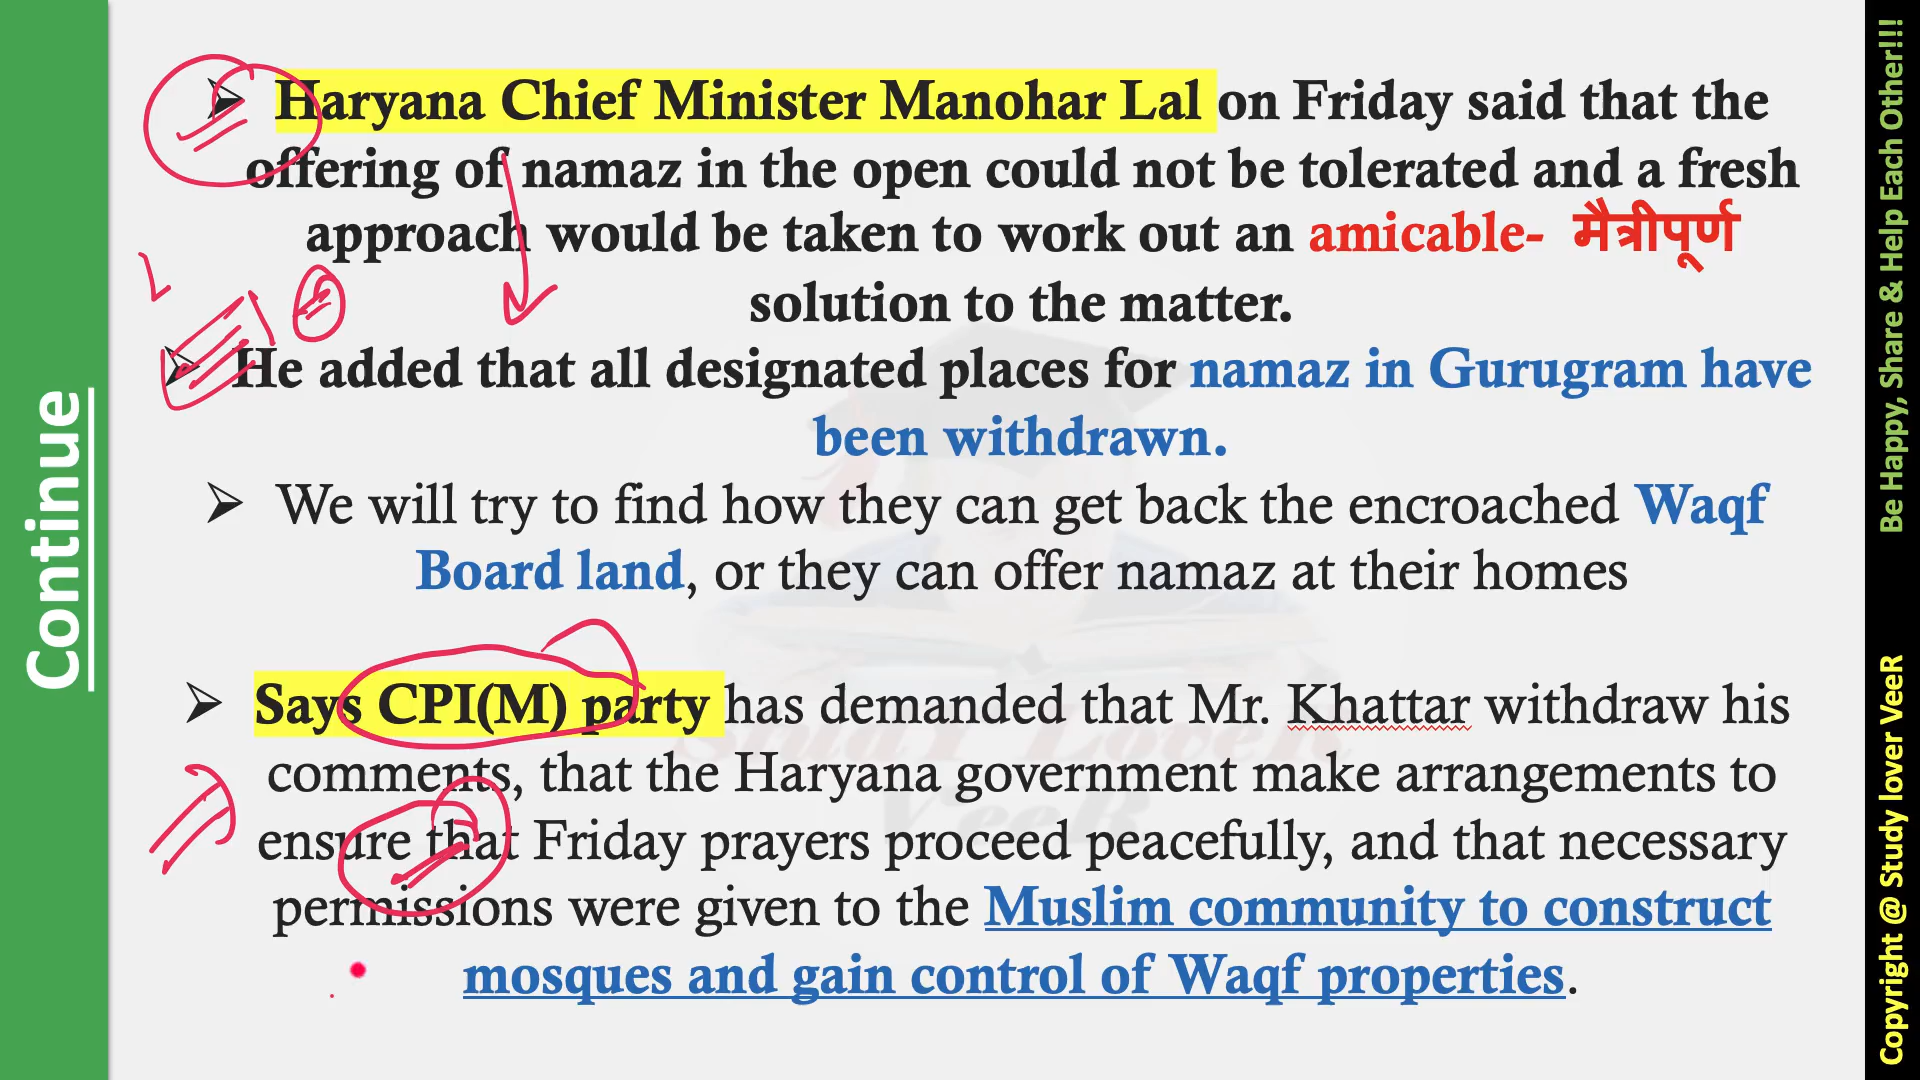 Continue
➢ Haryana Chief Minister Manohar Lal on Friday said that the
offering of namaz in the open could not be tolerated and a fresh
approach would be taken to work out an amicable- मैत्रीपूर्ण
solution to the matter.
➢ He added that all designated places for namaz in Gurugram have
been withdrawn.
➢ We will try to find how they can get back the encroached Waqf
Board land, or they can offer namaz at their homes
➢ Says CPI(M) party has demanded that Mr. Khattar withdraw his
comments, that the Haryana government make arrangements to
ensure that Friday prayers proceed peacefully, and that necessary
permissions were given to the Muslim community to construct
mosques and gain control of Waqf properties.
Study LoveR
VeeR
Copyright @ Study lover VeeR
Be Happy, Share & Help Each Other!!!